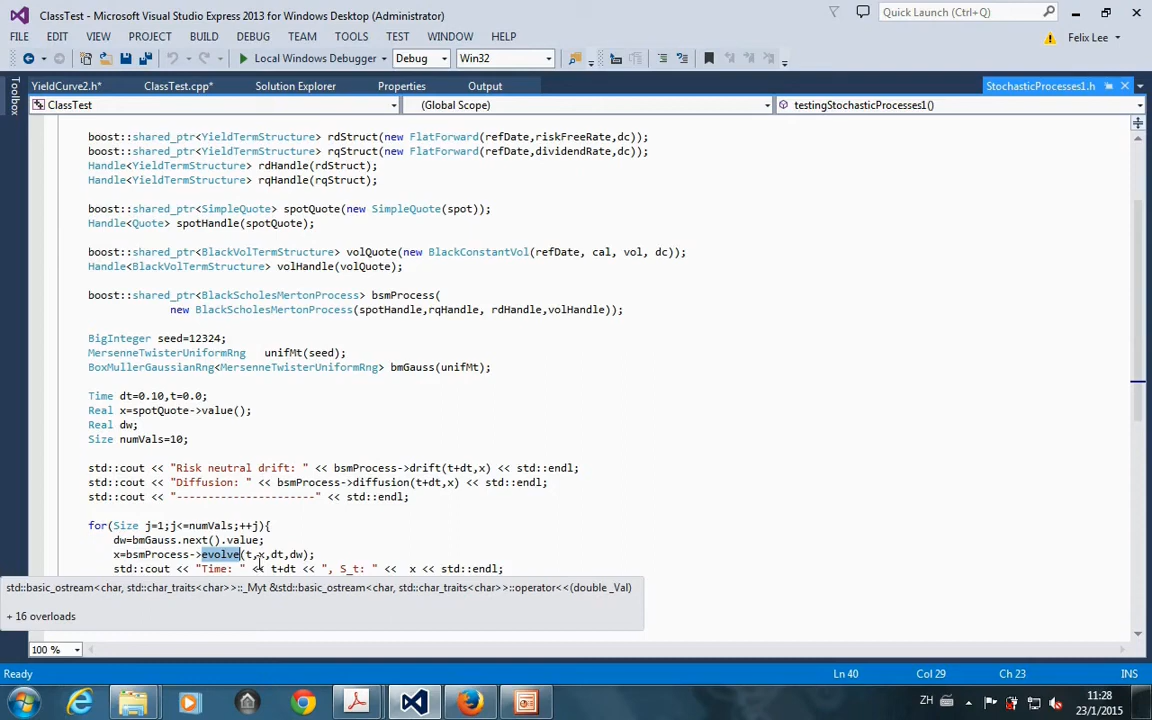 ClassTest - Microsoft Visual Studio Express 2013 for Windows Desktop (Administrator)
Quick Launch (Ctrl+Q)
FILE EDIT VIEW PROJECT BUILD DEBUG TEAM TOOLS TEST WINDOW HELP
Felix Lee
Local Windows Debugger Debug Win32
Toolbox
YieldCurve2.h* ClassTest.cpp* Solution Explorer Properties Output StochasticProcesses1.h
ClassTest (Global Scope) testingStochasticProcesses1()
boost::shared_ptr<YieldTermStructure> rdStruct(new FlatForward(refDate,riskFreeRate,dc));
boost::shared_ptr<YieldTermStructure> rqStruct(new FlatForward(refDate,dividendRate,dc));
Handle<YieldTermStructure> rdHandle(rdStruct);
Handle<YieldTermStructure> rqHandle(rqStruct);
boost::shared_ptr<SimpleQuote> spotQuote(new SimpleQuote(spot));
Handle<Quote> spotHandle(spotQuote);
boost::shared_ptr<BlackVolTermStructure> volQuote(new BlackConstantVol(refDate, cal, vol, dc));
Handle<BlackVolTermStructure> volHandle(volQuote);
boost::shared_ptr<BlackScholesMertonProcess> bsmProcess(
new BlackScholesMertonProcess(spotHandle,rqHandle, rdHandle,volHandle));
BigInteger seed=12324;
MersenneTwisterUniformRng unifMt(seed);
BoxMullerGaussianRng<MersenneTwisterUniformRng> bmGauss(unifMt);
Time dt=0.10,t=0.0;
Real x=spotQuote->value();
Real dw;
Size numVals=10;
std::cout << "Risk neutral drift: " << bsmProcess->drift(t+dt,x) << std::endl;
std::cout << "Diffusion: " << bsmProcess->diffusion(t+dt,x) << std::endl;
std::cout << "----------------------" << std::endl;
for(Size j=1;j<=numVals;++j){
dw=bmGauss.next().value;
x=bsmProcess->evolve(t,x,dt,dw);
std::cout << "Time: " << t+dt << ", S_t: " << x << std::endl;
std::basic_ostream<char, std::char_traits<char>>::_Myt &std::basic_ostream<char, std::char_traits<char>>::operator<<(double _Val)
+ 16 overloads
100 %
Ready Ln 40 Col 29 Ch 23 INS
ZH 11:28
23/1/2015